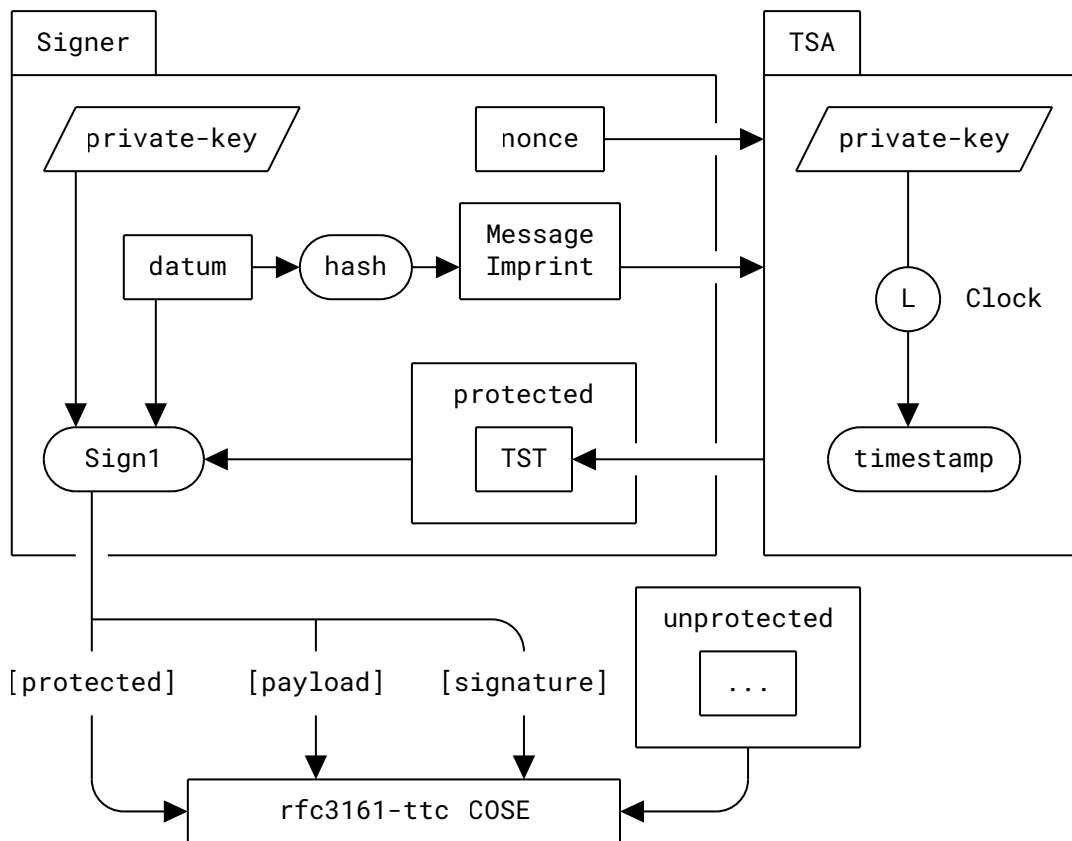 Signer
TSA
private-key
nonce
private-key
Message
Imprint
datum
hash
L
Clock
protected
Sign1
TST
timestamp
unprotected
[protected]
[payload]
[signature]
...
rfc3161-ttc COSE